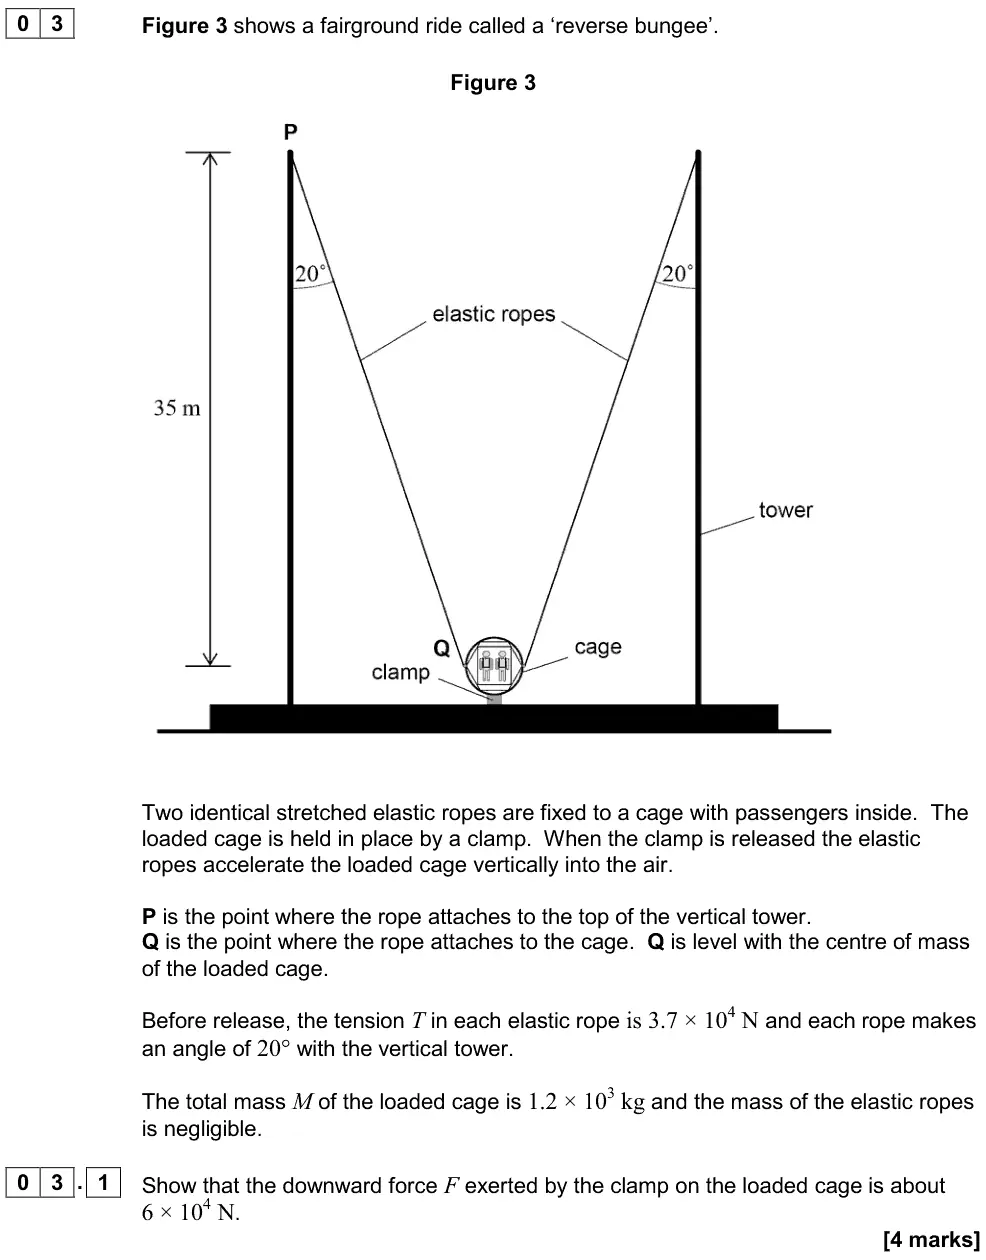 0 3 Figure 3 shows a fairground ride called a ‘reverse bungee’.
Figure 3
P
20° 20°
elastic ropes
35 m
tower
Q
cage
clamp
Two identical stretched elastic ropes are fixed to a cage with passengers inside. The
loaded cage is held in place by a clamp. When the clamp is released the elastic
ropes accelerate the loaded cage vertically into the air.
P is the point where the rope attaches to the top of the vertical tower.
Q is the point where the rope attaches to the cage. Q is level with the centre of mass
of the loaded cage.
Before release, the tension T in each elastic rope is 3.7 × 10⁴ N and each rope makes
an angle of 20° with the vertical tower.
The total mass M of the loaded cage is 1.2 × 10³ kg and the mass of the elastic ropes
is negligible.
0 3 . 1 Show that the downward force F exerted by the clamp on the loaded cage is about
6 × 10⁴ N.
[4 marks]